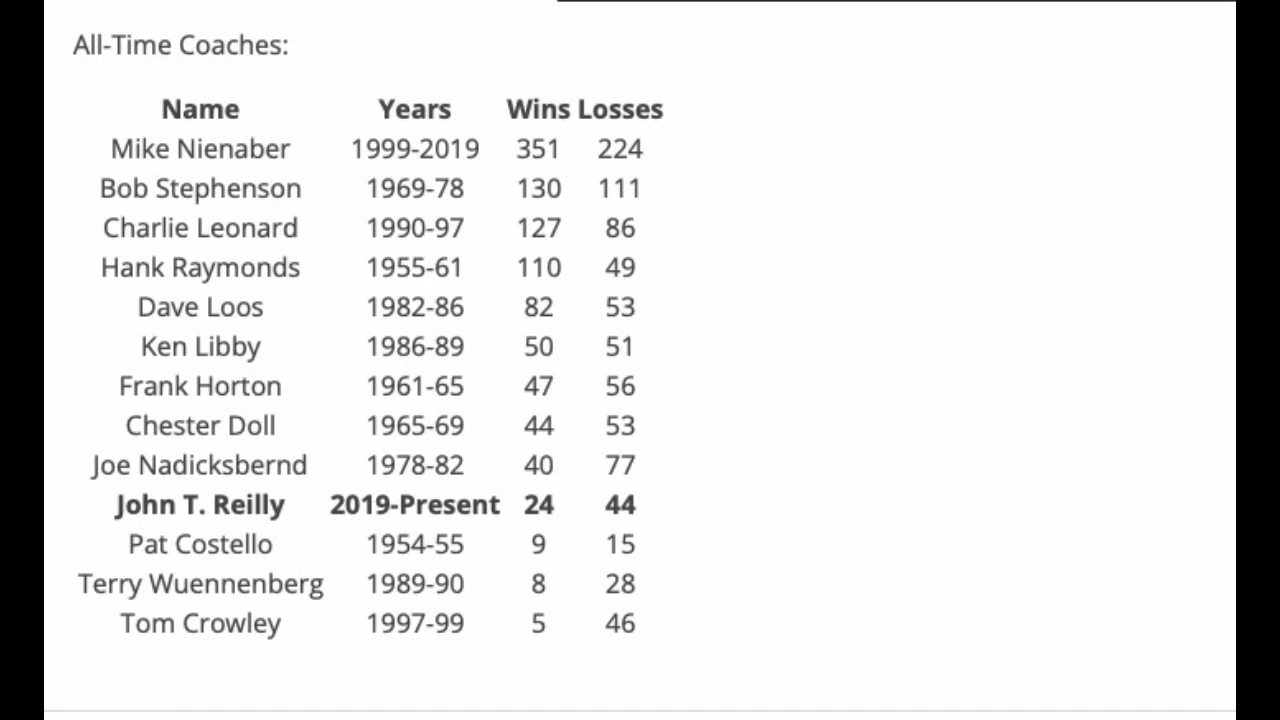 All-Time Coaches:
Name Years Wins Losses
Mike Nienaber 1999-2019 351 224
Bob Stephenson 1969-78 130 111
Charlie Leonard 1990-97 127 86
Hank Raymonds 1955-61 110 49
Dave Loos 1982-86 82 53
Ken Libby 1986-89 50 51
Frank Horton 1961-65 47 56
Chester Doll 1965-69 44 53
Joe Nadicksbernd 1978-82 40 77
John T. Reilly 2019-Present 24 44
Pat Costello 1954-55 9 15
Terry Wuennenberg 1989-90 8 28
Tom Crowley 1997-99 5 46